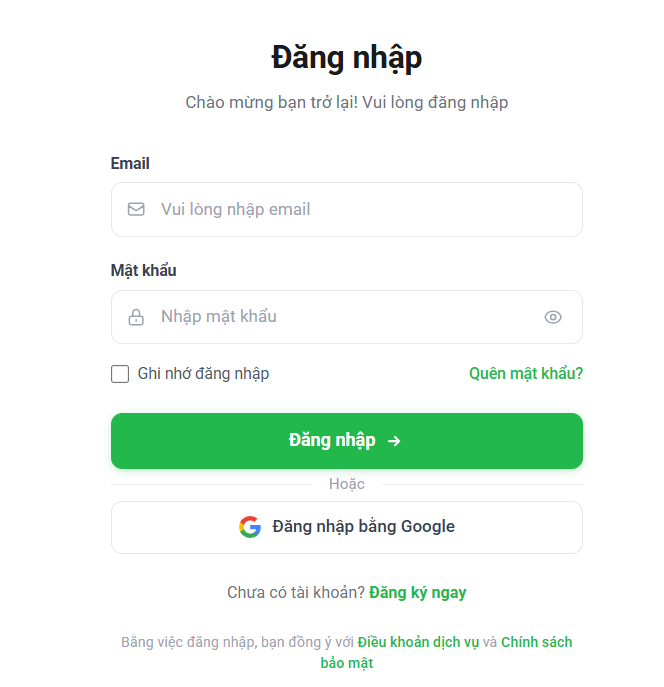 Đăng nhập
Chào mừng bạn trở lại! Vui lòng đăng nhập
Email
Vui lòng nhập email
Mật khẩu
Nhập mật khẩu
Ghi nhớ đăng nhập
Quên mật khẩu?
Đăng nhập →
Hoặc
Đăng nhập bằng Google
Chưa có tài khoản? Đăng ký ngay
Bằng việc đăng nhập, bạn đồng ý với Điều khoản dịch vụ và Chính sách
bảo mật